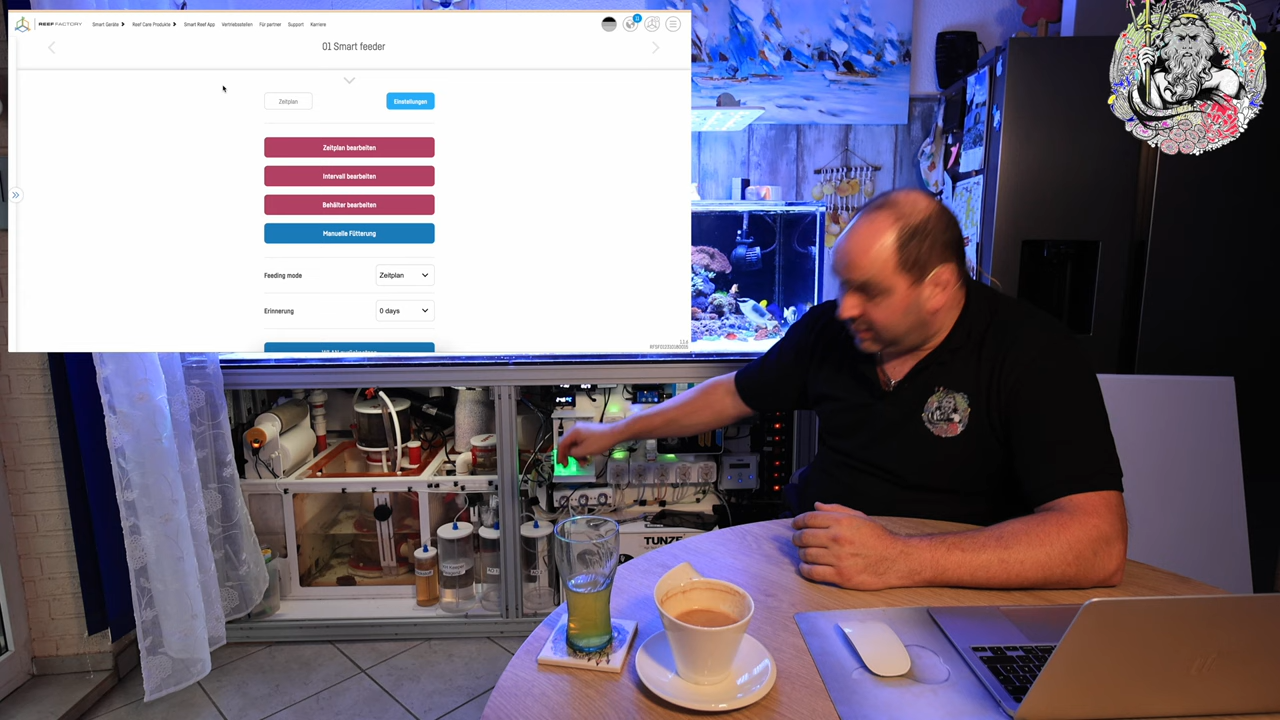 REEF FACTORY
Smart Geräte
Reef Care Produkte
Smart Reef App
Vertriebsstellen
Für partner
Support
Karriere
01 Smart feeder
Zeitplan
Einstellungen
Zeitplan bearbeiten
Intervall bearbeiten
Behälter bearbeiten
Manuelle Fütterung
Feeding mode
Zeitplan
Erinnerung
0 days
TUNZE